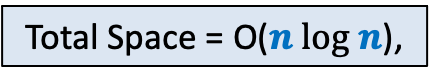 Total Space = O(n log n),